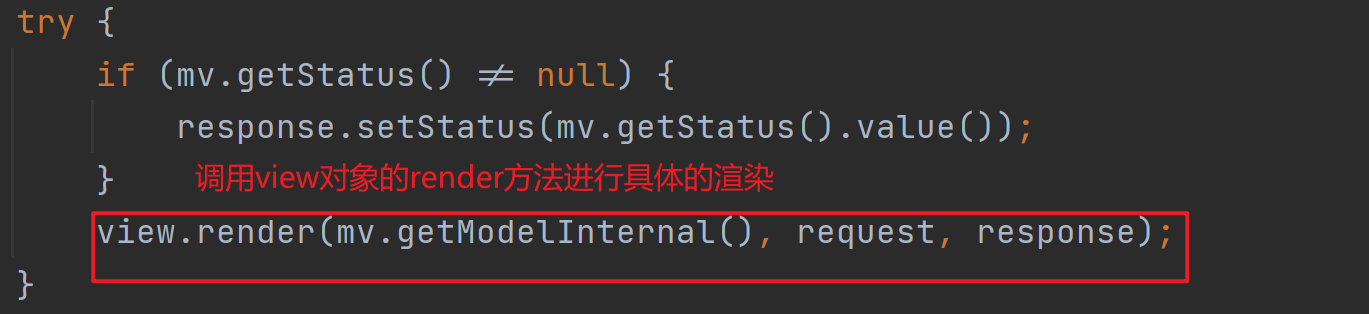 try {
if (mv.getStatus() ≠ null) {
response.setStatus(mv.getStatus().value());
} 调用view对象的render方法进行具体的渲染
view.render(mv.getModelInternal(), request, response);
}